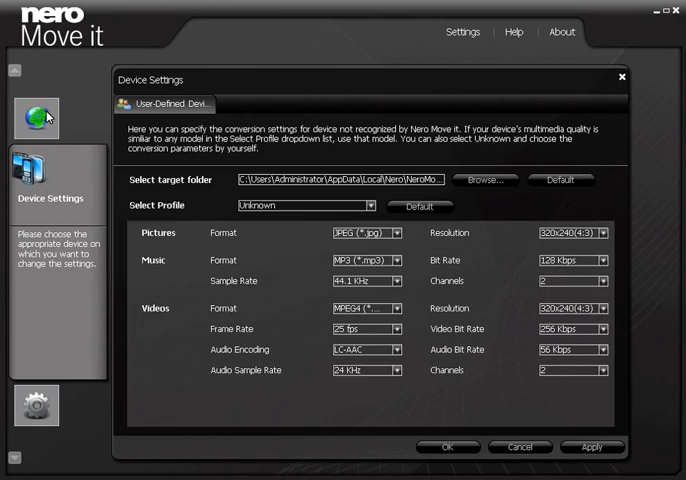 nero
Move it
Settings | Help | About
Device Settings
User-Defined Devi...
Here you can specify the conversion settings for device not recognized by Nero Move it. If your device's multimedia quality is
similar to any model in the Select Profile dropdown list, use that model. You can also select Unknown and choose the
conversion parameters by yourself.
Select target folder C:\Users\Administrator\AppData\Local\Nero\NeroMo... Browse... Default
Select Profile Unknown Default
Pictures Format JPEG (*.jpg) Resolution 320x240(4:3)
Music Format MP3 (*.mp3) Bit Rate 128 Kbps
Sample Rate 44.1 KHz Channels 2
Videos Format MPEG4 (*.... Resolution 320x240(4:3)
Frame Rate 25 fps Video Bit Rate 256 Kbps
Audio Encoding LC-AAC Audio Bit Rate 56 Kbps
Audio Sample Rate 24 KHz Channels 2
OK Cancel Apply
Device Settings
Please choose the
appropriate device on
which you want to
change the settings.